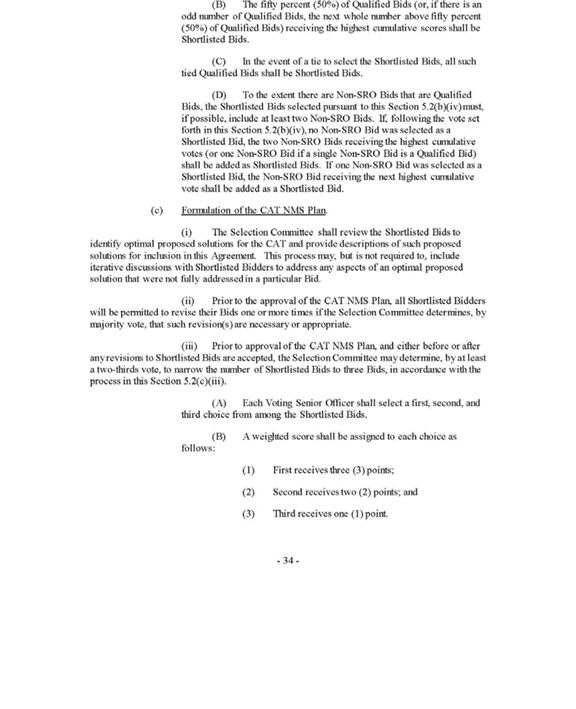 (B) The fifty percent (50%) of Qualified Bids (or, if there is an
odd number of Qualified Bids, the next whole number above fifty percent
(50%) of Qualified Bids) receiving the highest cumulative scores shall be
Shortlisted Bids.
(C) In the event of a tie to select the Shortlisted Bids, all such
tied Qualified Bids shall be Shortlisted Bids.
(D) To the extent there are Non-SRO Bids that are Qualified
Bids, the Shortlisted Bids selected pursuant to this Section 5.2(b)(iv) must,
if possible, include at least two Non-SRO Bids. If, following the vote set
forth in this Section 5.2(b)(iv), no Non-SRO Bid was selected as a
Shortlisted Bid, the two Non-SRO Bids receiving the highest cumulative
votes (or one Non-SRO Bid if a single Non-SRO Bid is a Qualified Bid)
shall be added as Shortlisted Bids. If one Non-SRO Bid was selected as a
Shortlisted Bid, the Non-SRO Bid receiving the next highest cumulative
vote shall be added as a Shortlisted Bid.
(c) Formulation of the CAT NMS Plan.
(i) The Selection Committee shall review the Shortlisted Bids to
identify optimal proposed solutions for the CAT and provide descriptions of such proposed
solutions for inclusion in this Agreement. This process may, but is not required to, include
iterative discussions with Shortlisted Bidders to address any aspects of an optimal proposed
solution that were not fully addressed in a particular Bid.
(ii) Prior to the approval of the CAT NMS Plan, all Shortlisted Bidders
will be permitted to revise their Bids one or more times if the Selection Committee determines, by
majority vote, that such revision(s) are necessary or appropriate.
(iii) Prior to approval of the CAT NMS Plan, and either before or after
any revisions to Shortlisted Bids are accepted, the Selection Committee may determine, by at least
a two-thirds vote, to narrow the number of Shortlisted Bids to three Bids, in accordance with the
process in this Section 5.2(c)(iii).
(A) Each Voting Senior Officer shall select a first, second, and
third choice from among the Shortlisted Bids.
(B) A weighted score shall be assigned to each choice as
follows:
(1) First receives three (3) points;
(2) Second receives two (2) points; and
(3) Third receives one (1) point.
- 34 -